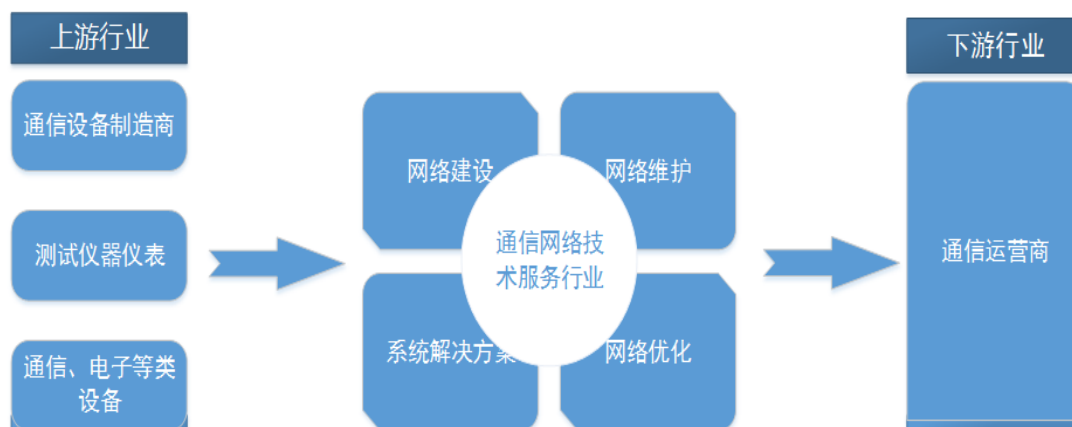 上游行业
通信设备制造商
测试仪器仪表
通信、电子等类
设备
网络建设
网络维护
通信网络技
术服务行业
系统解决方案
网络优化
下游行业
通信运营商